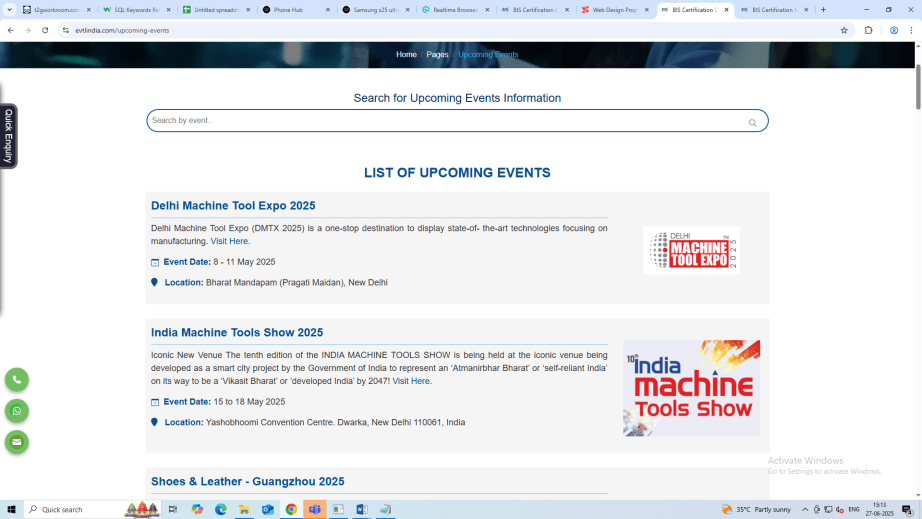 t2gworkroom.com
SQL Keywords Re
Untitled spreadsh
Phone Hub
Samsung s25 ultr
Realtime Browser
BIS Certification
Web Design Prop
BIS Certification
BIS Certification
evtlindia.com/upcoming-events
Home / Pages / Upcoming Events
Quick Enquiry
Search for Upcoming Events Information
Search by event...
LIST OF UPCOMING EVENTS
Delhi Machine Tool Expo 2025
Delhi Machine Tool Expo (DMTX 2025) is a one-stop destination to display state-of- the-art technologies focusing on
manufacturing. Visit Here.
Event Date: 8 - 11 May 2025
Location: Bharat Mandapam (Pragati Maidan), New Delhi
DELHI
MACHINE
TOOL EXPO
2025
TM
India Machine Tools Show 2025
Iconic New Venue The tenth edition of the INDIA MACHINE TOOLS SHOW is being held at the iconic venue being
developed as a smart city project by the Government of India to represent an ‘Atmanirbhar Bharat’ or ‘self-reliant India’
on its way to be a ‘Vikasit Bharat’ or ‘developed India’ by 2047! Visit Here.
Event Date: 15 to 18 May 2025
Location: Yashobhoomi Convention Centre. Dwarka, New Delhi 110061, India
10th
india
machine
Tools Show
Shoes & Leather - Guangzhou 2025
Activate Windows
Go to Settings to activate Windows.
Quick search
35°C Partly sunny
ENG
15:13
27-06-2025